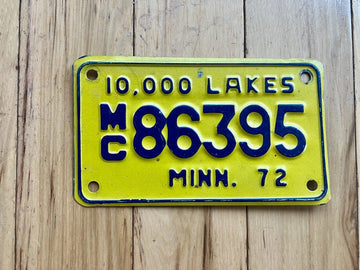 10,000 LAKES
MC 86395
MINN. 72